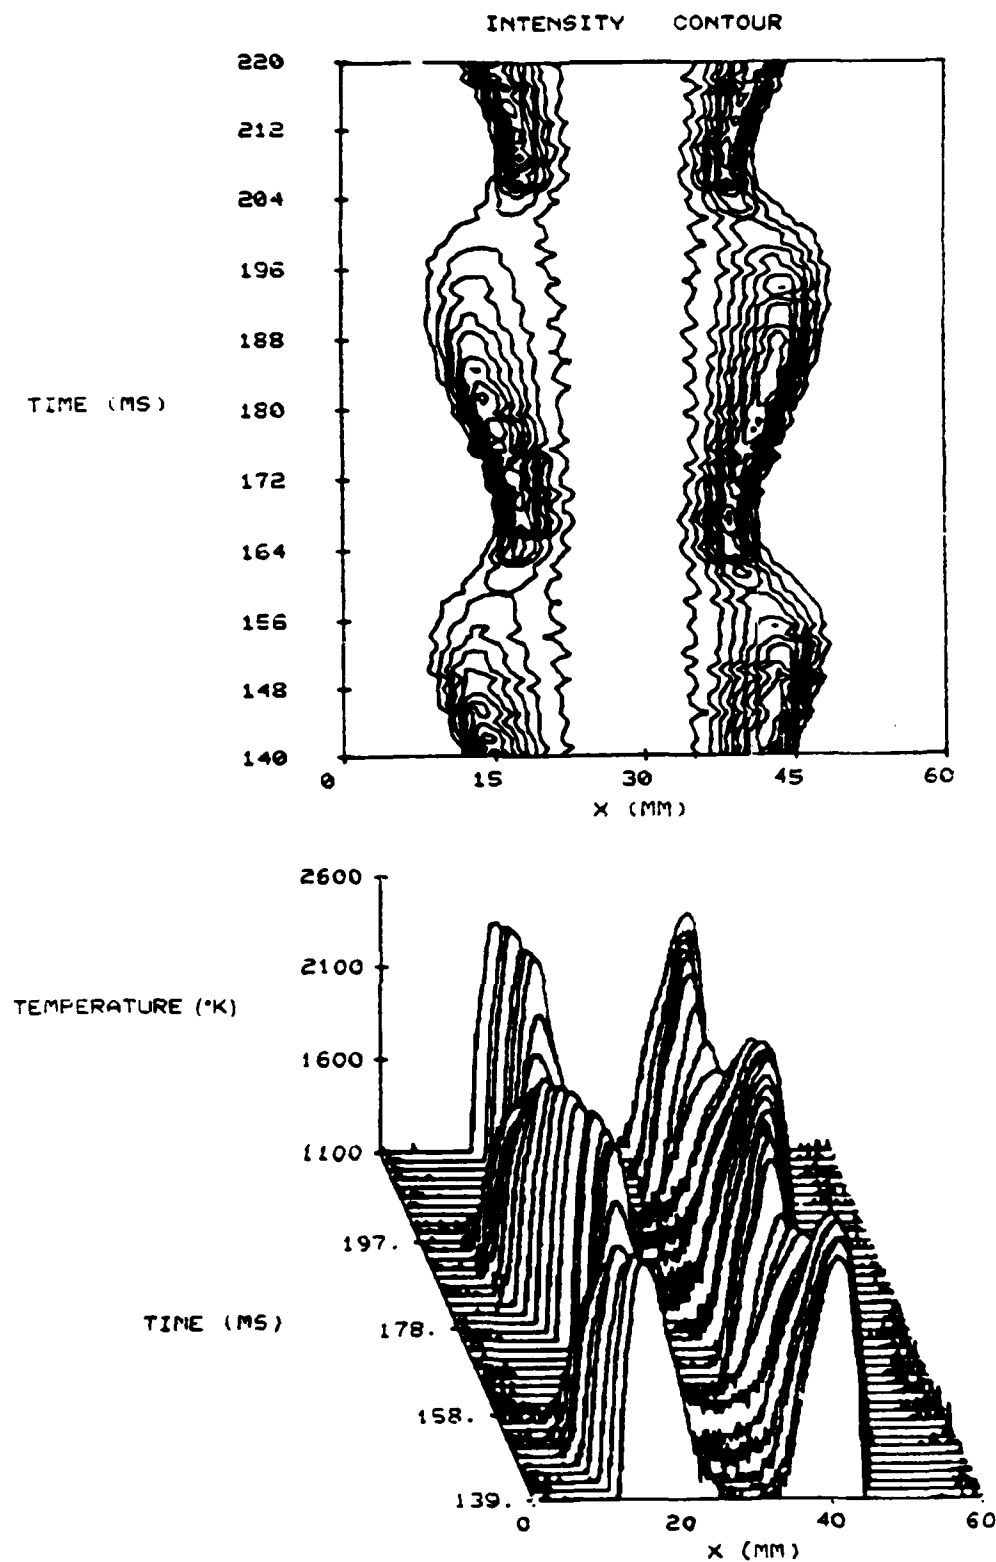 INTENSITY CONTOUR
220
212
204
196
188
TIME (MS)
180
172
164
156
148
140
0 15 30 45 60
X (MM)
2600
2100
TEMPERATURE (°K)
1600
1100
197.
TIME (MS)
178.
158.
139.
0 20 40 60
X (MM)